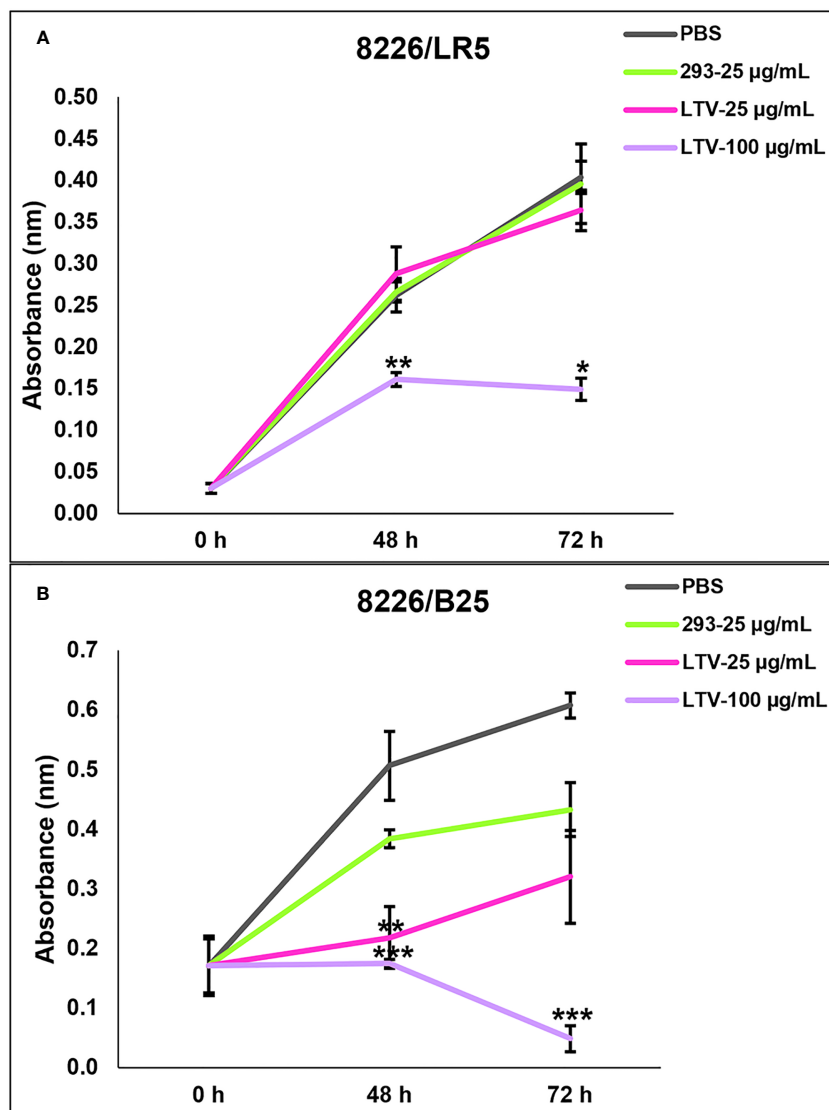 A
8226/LR5
PBS
293-25 µg/mL
LTV-25 µg/mL
LTV-100 µg/mL
Absorbance (nm)
0.50
0.45
0.40
0.35
0.30
0.25
0.20
0.15
0.10
0.05
0.00
**
*
0 h 48 h 72 h
B
8226/B25
PBS
293-25 µg/mL
LTV-25 µg/mL
LTV-100 µg/mL
Absorbance (nm)
0.7
0.6
0.5
0.4
0.3
0.2
0.1
0.0
**
***
***
0 h 48 h 72 h